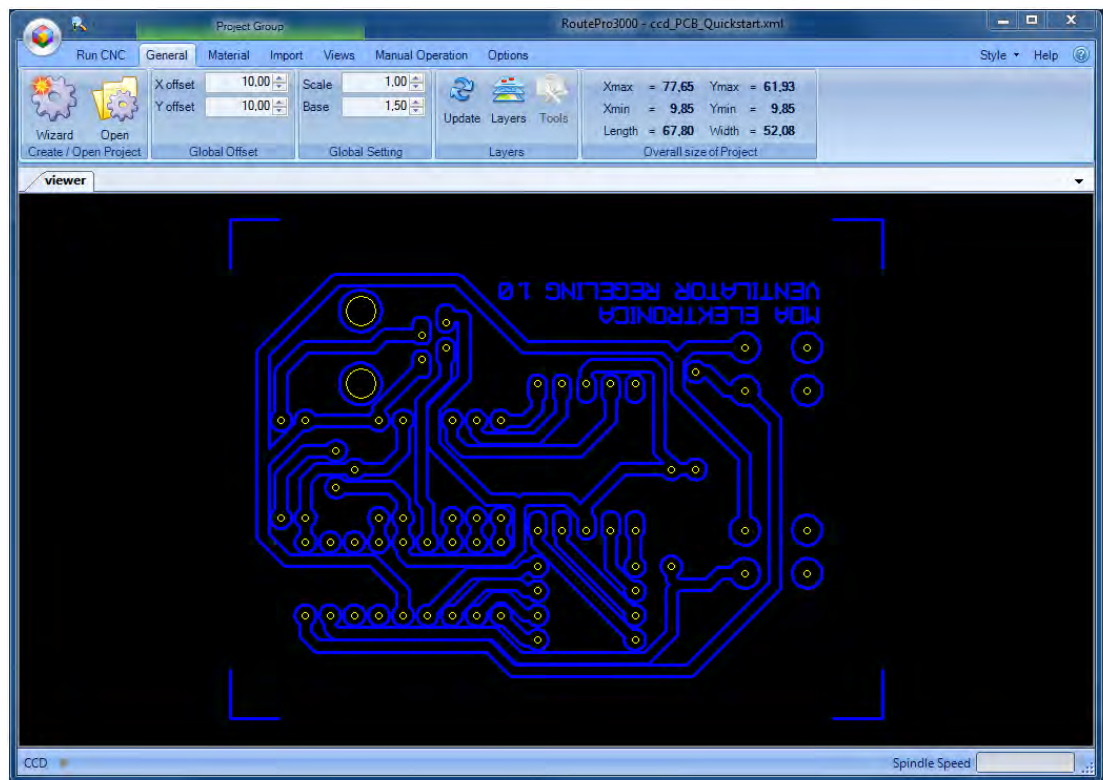 Project Group
RoutePro3000 - ccd_PCB_Quickstart.xml
Run CNC General Material Import Views Manual Operation Options Style Help
X offset 10,00 Scale 1,00 Xmax = 77,65 Ymax = 61,93
Y offset 10,00 Base 1,50 Update Layers Tools Xmin = 9,85 Ymin = 9,85
Wizard Open Length = 67,80 Width = 52,08
Create / Open Project Global Offset Global Setting Layers Overall size of Project
viewer
MDA ELEKTRONICA
VENTILATOR REGELING 1.0
CCD Spindle Speed